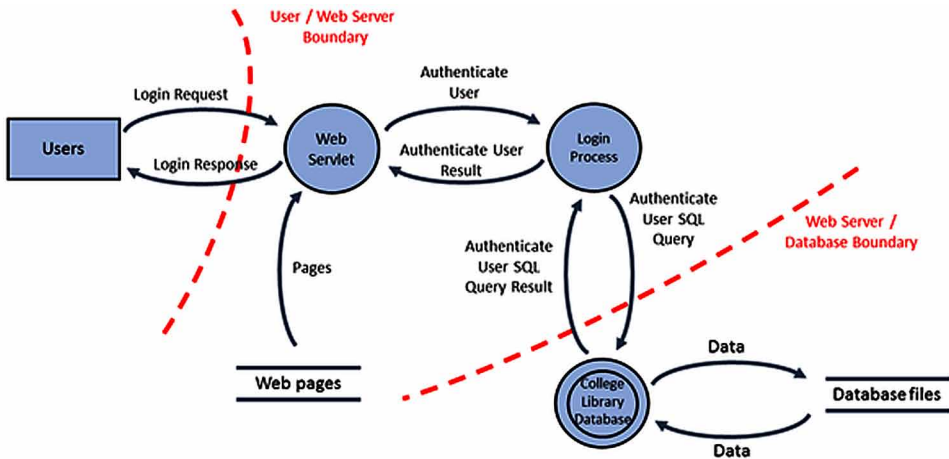 User / Web Server
Boundary
Login Request
Authenticate
User
Users
Web
Servlet
Login
Process
Login Response
Authenticate User
Result
Authenticate
User SQL
Query
Web Server /
Database Boundary
Authenticate
User SQL
Query Result
Pages
Web pages
College
Library
Database
Data
Database files
Data